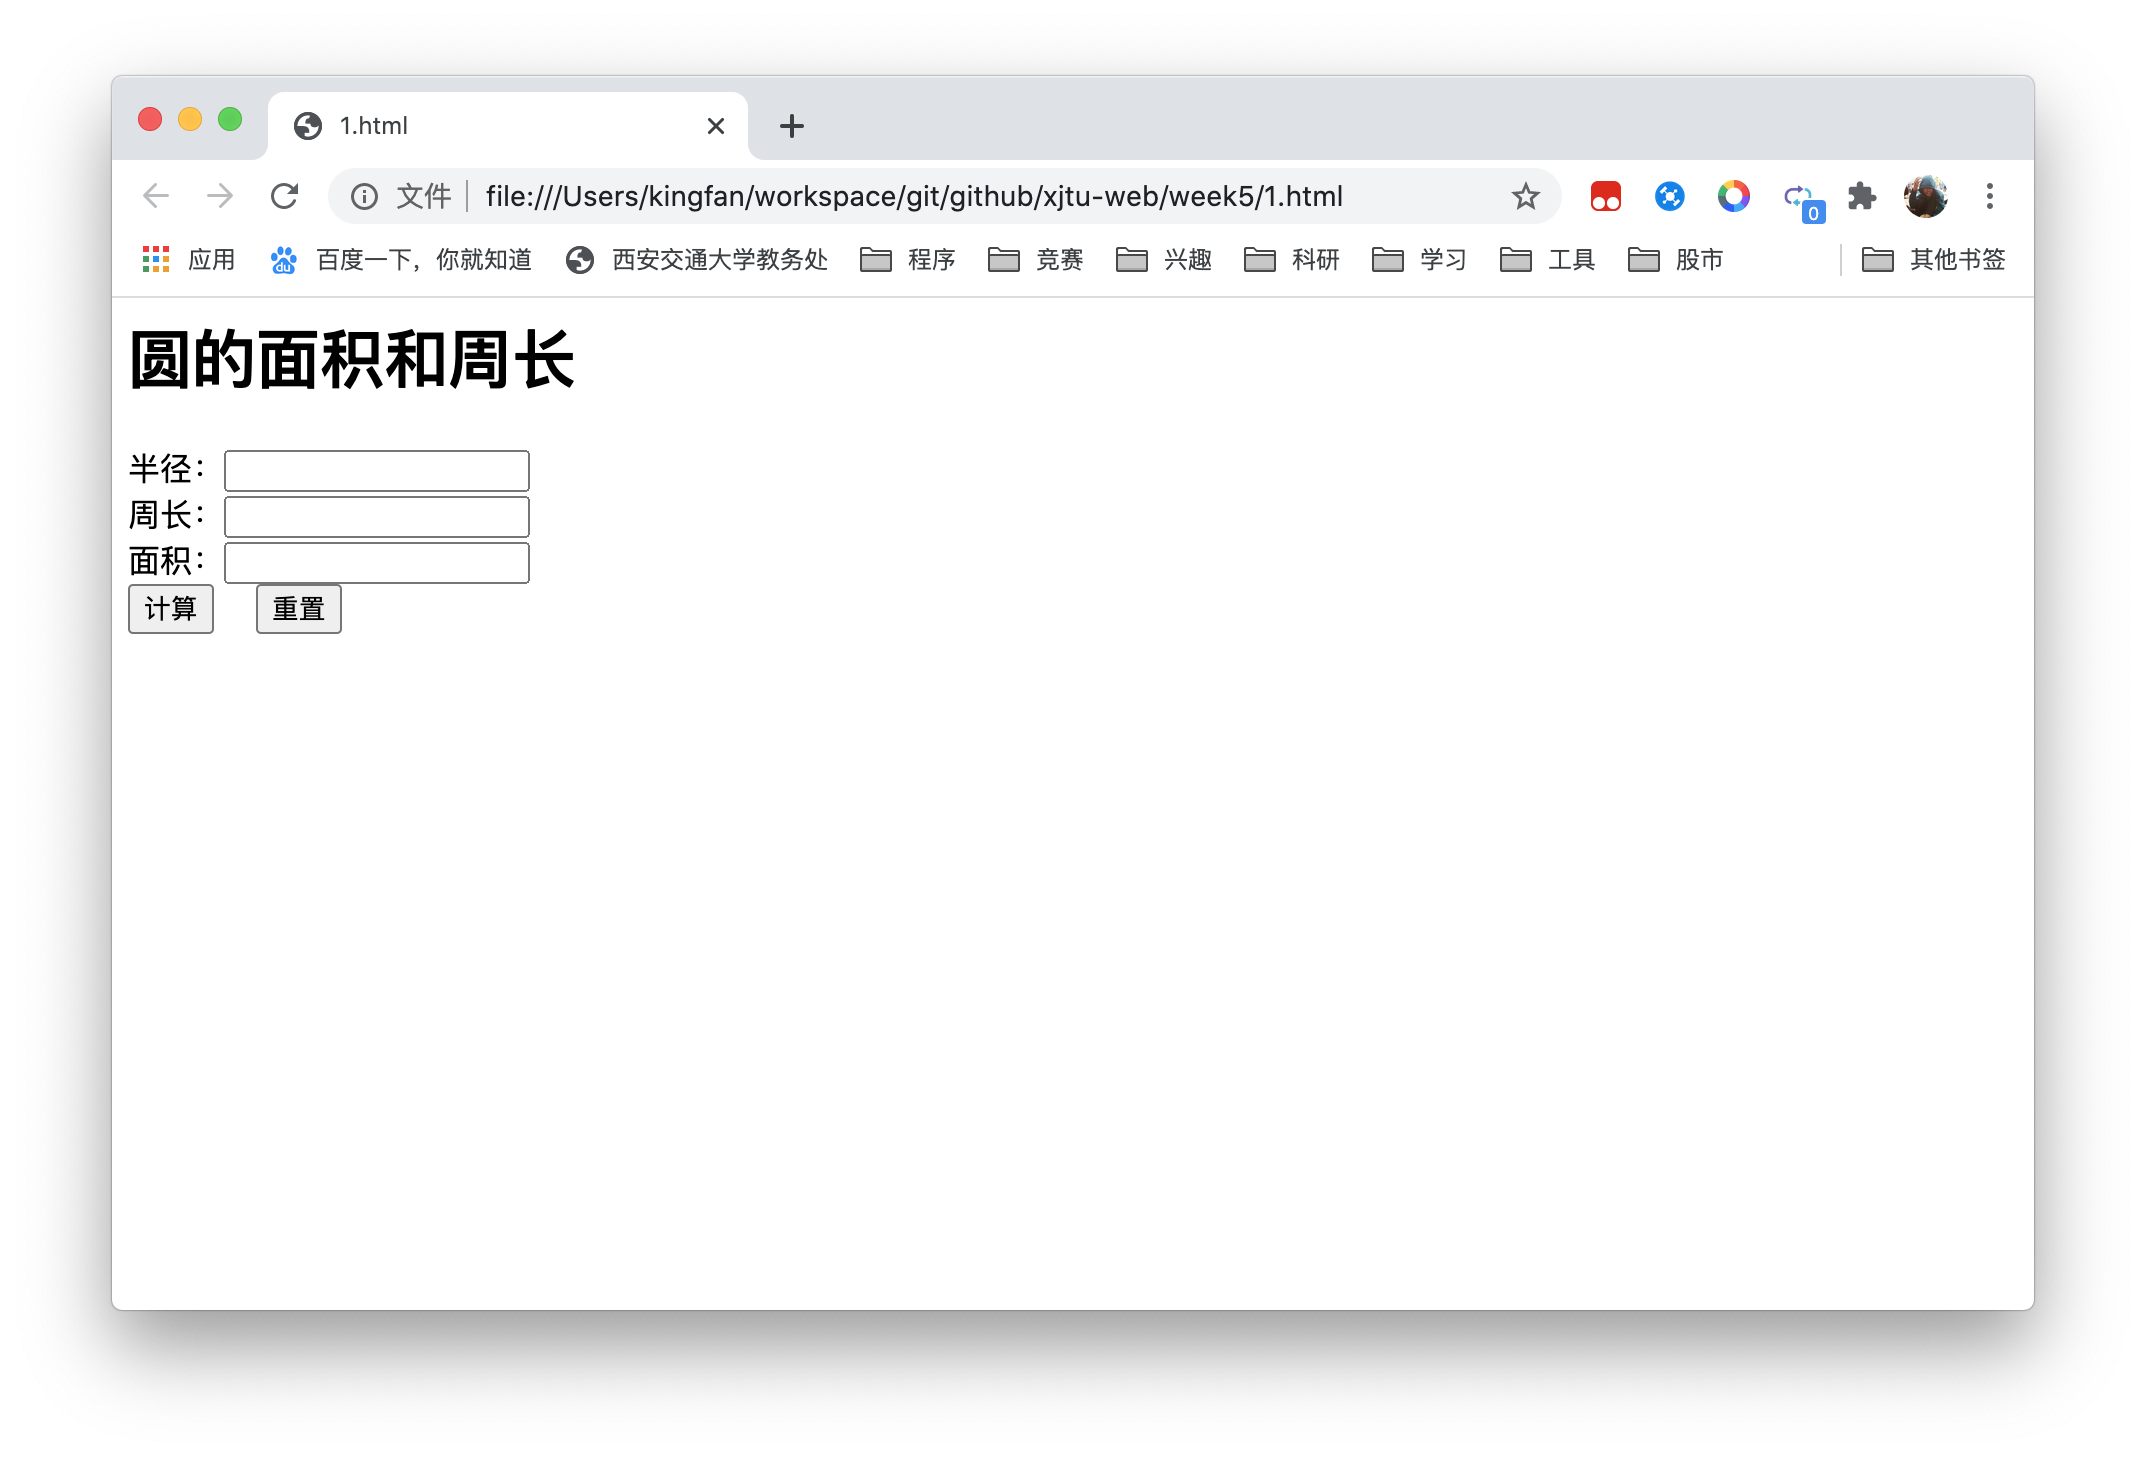 1.html
文件 file:///Users/kingfan/workspace/git/github/xjtu-web/week5/1.html 0
应用 du 百度一下，你就知道 西安交通大学教务处 程序 竞赛 兴趣 科研 学习 工具 股市 其他书签
圆的面积和周长
半径：
周长：
面积：
计算 重置